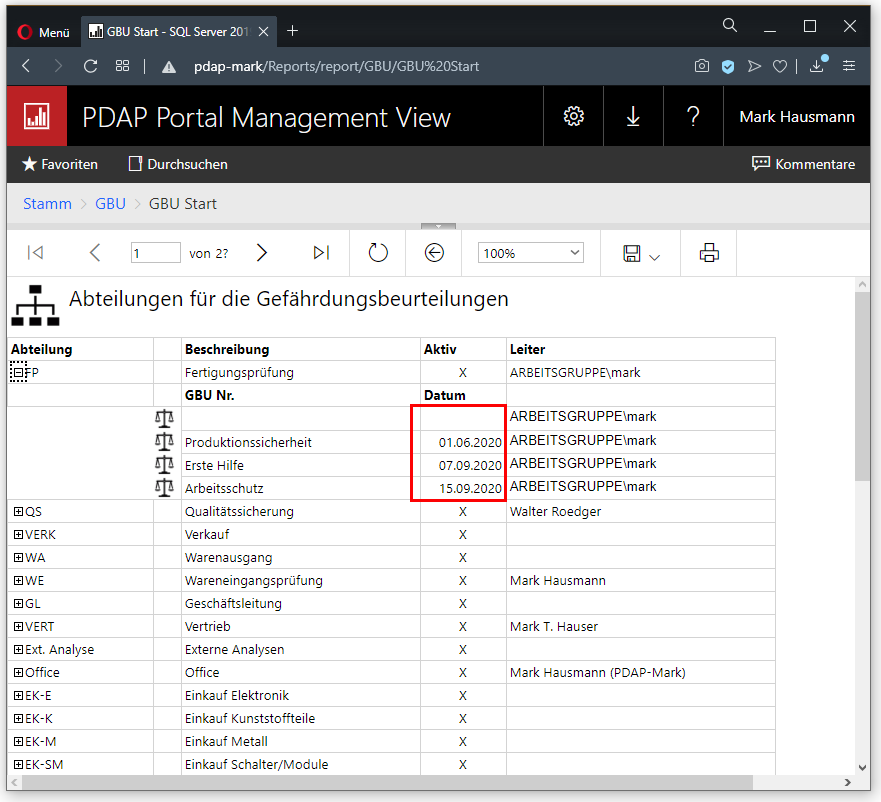 Menü GBU Start - SQL Server 201
pdap-mark/Reports/report/GBU/GBU%20Start
PDAP Portal Management View ? Mark Hausmann
Favoriten Durchsuchen Kommentare
Stamm > GBU > GBU Start
1 von 2? 100%
Abteilungen für die Gefährdungsbeurteilungen
Abteilung Beschreibung Aktiv Leiter
FP Fertigungsprüfung X ARBEITSGRUPPE\mark
GBU Nr. Datum
ARBEITSGRUPPE\mark
Produktionssicherheit 01.06.2020 ARBEITSGRUPPE\mark
Erste Hilfe 07.09.2020 ARBEITSGRUPPE\mark
Arbeitsschutz 15.09.2020 ARBEITSGRUPPE\mark
QS Qualitätssicherung X Walter Roedger
VERK Verkauf X
WA Warenausgang X
WE Wareneingangsprüfung X Mark Hausmann
GL Geschäftsleitung X
VERT Vertrieb X Mark T. Hauser
Ext. Analyse Externe Analysen X
Office Office X Mark Hausmann (PDAP-Mark)
EK-E Einkauf Elektronik X
EK-K Einkauf Kunststoffteile X
EK-M Einkauf Metall X
EK-SM Einkauf Schalter/Module X